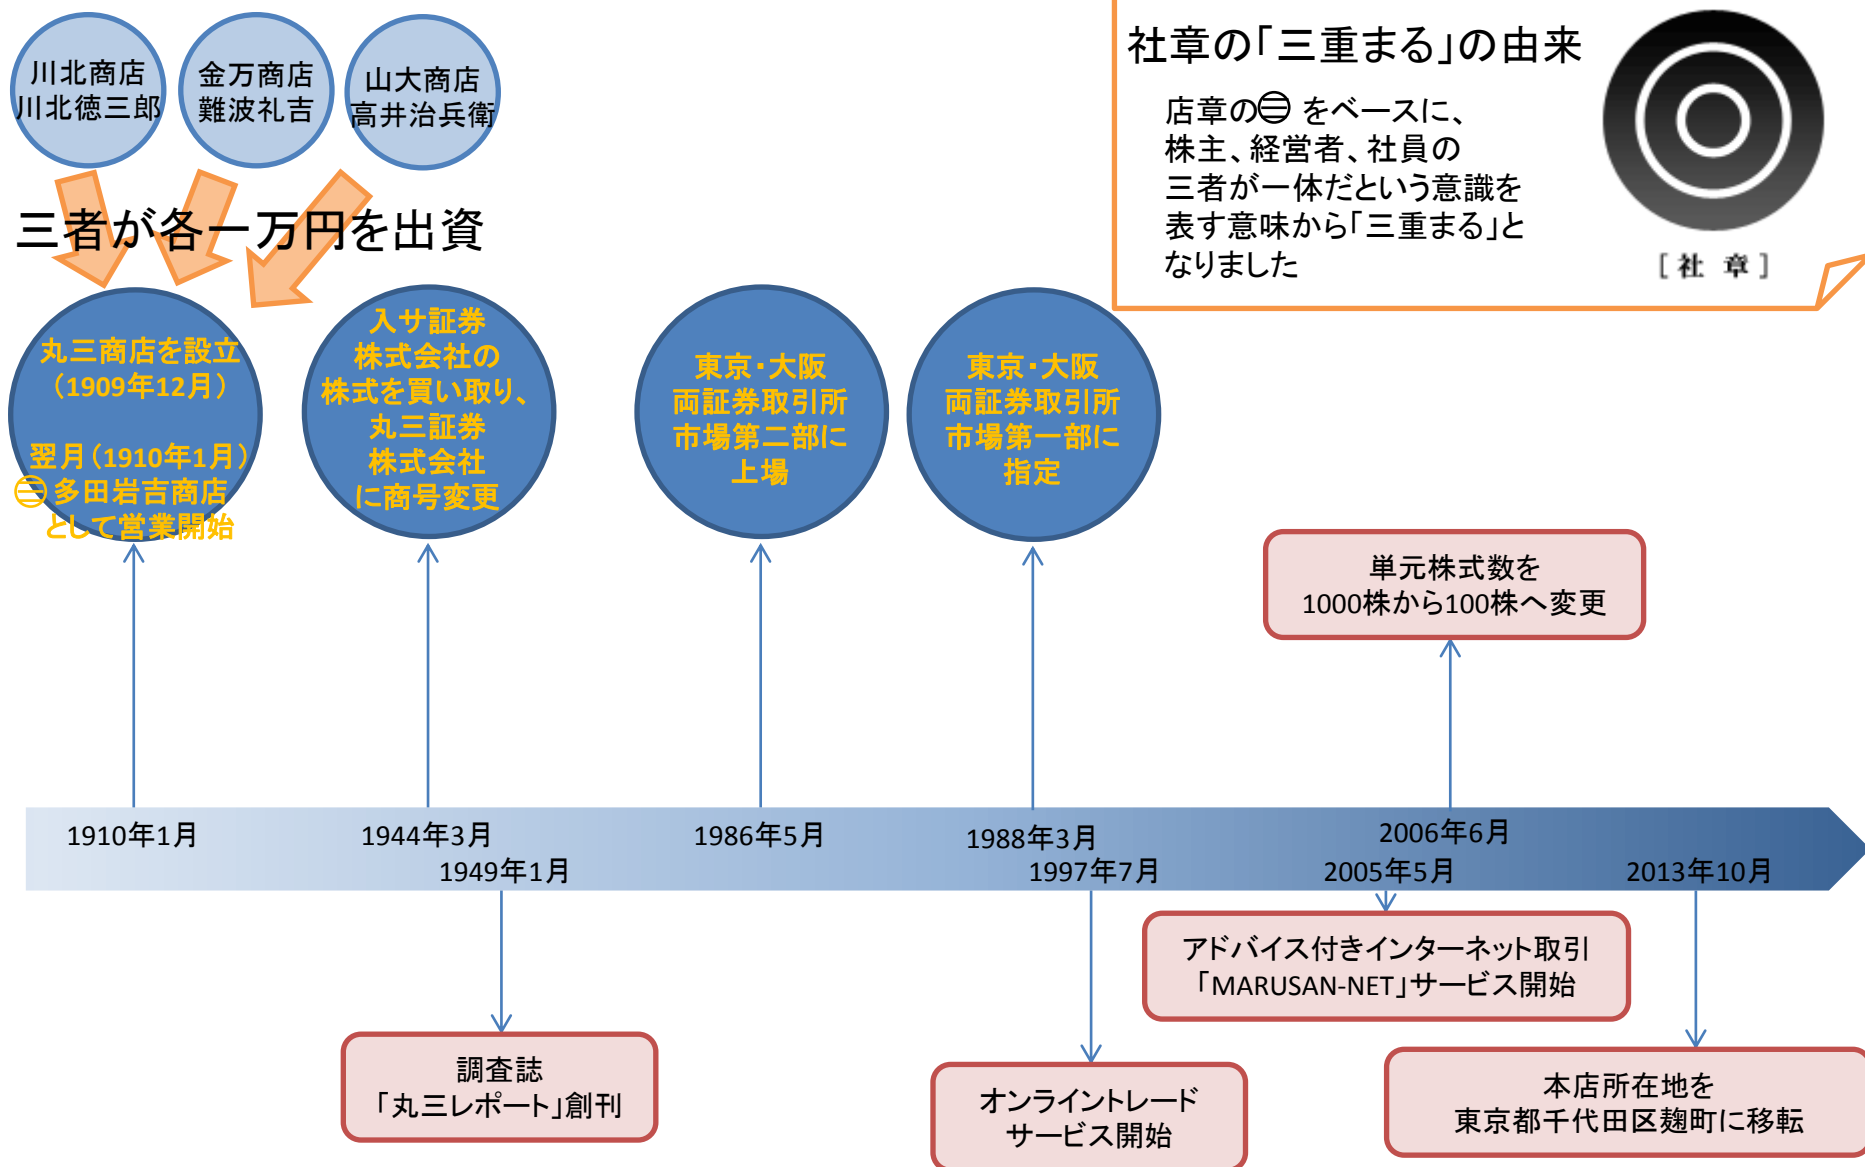 川北商店
川北徳三郎
金万商店
難波礼吉
山大商店
高井治兵衛
三者が各一万円を出資
社章の「三重まる」の由来
店章の㊂をベースに、
株主、経営者、社員の
三者が一体だという意識を
表す意味から「三重まる」と
なりました
[社 章]
丸三商店を設立
（1909年12月）
翌月（1910年1月）
㊂多田岩吉商店
として営業開始
入サ証券
株式会社の
株式を買い取り、
丸三証券
株式会社
に商号変更
東京・大阪
両証券取引所
市場第二部に
上場
東京・大阪
両証券取引所
市場第一部に
指定
単元株式数を
1000株から100株へ変更
1910年1月
1944年3月
1986年5月
1988年3月
2006年6月
1949年1月
1997年7月
2005年5月
2013年10月
アドバイス付きインターネット取引
「MARUSAN-NET」サービス開始
調査誌
「丸三レポート」創刊
オンライントレード
サービス開始
本店所在地を
東京都千代田区麹町に移転